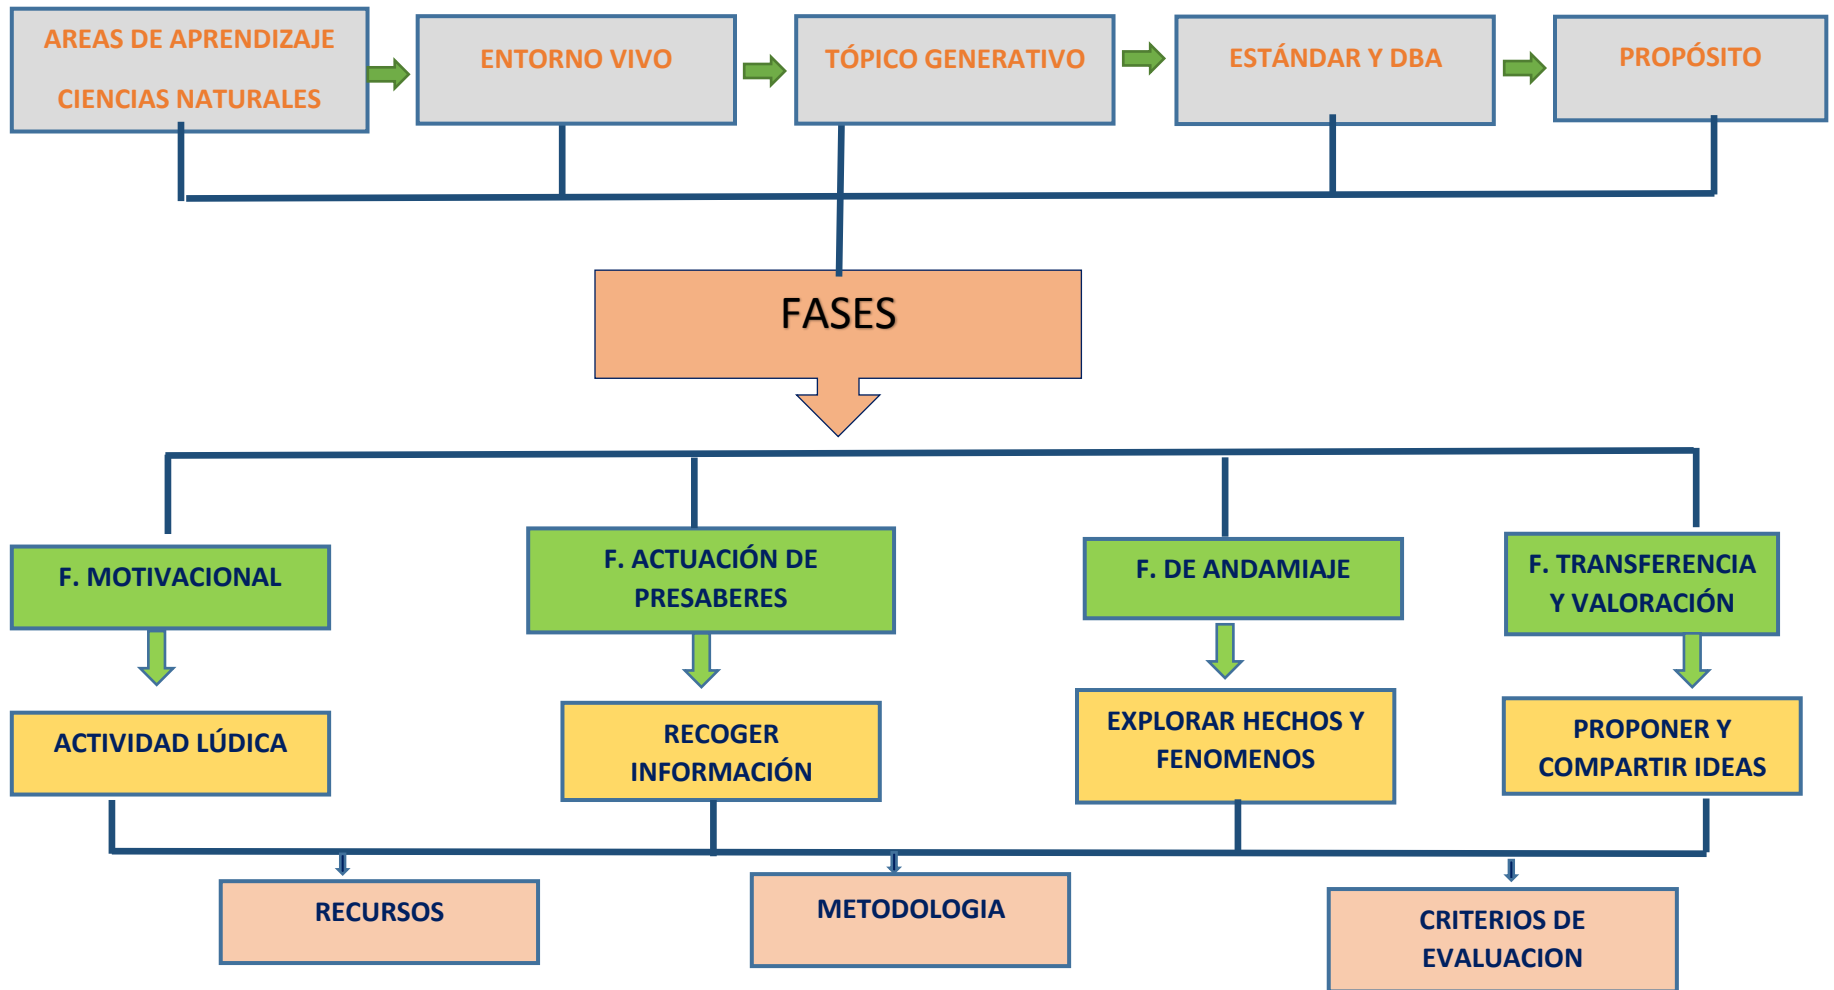 AREAS DE APRENDIZAJE
CIENCIAS NATURALES
ENTORNO VIVO
TÓPICO GENERATIVO
ESTÁNDAR Y DBA
PROPÓSITO
FASES
F. MOTIVACIONAL
F. ACTUACIÓN DE
PRESABERES
F. DE ANDAMIAJE
F. TRANSFERENCIA
Y VALORACIÓN
ACTIVIDAD LÚDICA
RECOGER
INFORMACIÓN
EXPLORAR HECHOS Y
FENOMENOS
PROPONER Y
COMPARTIR IDEAS
RECURSOS
METODOLOGIA
CRITERIOS DE
EVALUACION